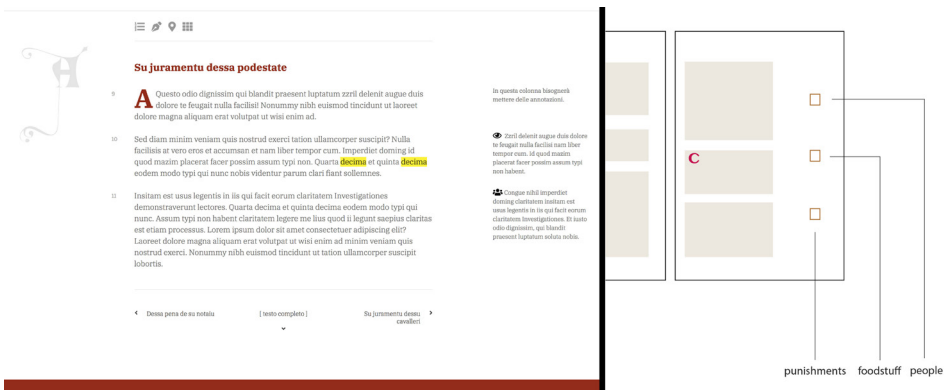 H
Su juramentu dessa podestate
9
A Questo odio dignissim qui blandit praesent luptatum zzril delenit augue duis
dolore te feugait nulla facilisi! Nonummy nibh euismod tincidunt ut laoreet
dolore magna aliquam erat volutpat ut wisi enim ad.
10
Sed diam minim veniam quis nostrud exerci tation ullamcorper suscipit? Nulla
facilisis at vero eros et accumsan et nam liber tempor cum. Imperdiet doming id
quod mazim placerat facer possim assum typi non. Quarta decima et quinta decima
eodem modo typi qui nunc nobis videntur parum clari fiant sollemnes.
11
Insitam est usus legentis in iis qui facit eorum claritatem Investigationes
demonstraverunt lectores. Quarta decima et quinta decima eodem modo typi qui
nunc. Assum typi non habent claritatem legere me lius quod ii legunt saepius claritas
est etiam processus. Lorem ipsum dolor sit amet consectetuer adipiscing elit?
Laoreet dolore magna aliquam erat volutpat ut wisi enim ad minim veniam quis
nostrud exerci. Nonummy nibh euismod tincidunt ut tation ullamcorper suscipit
lobortis.
in questa colonna bisognerà
mettere delle annotazioni.
Zzril delenit augue duis dolore
te feugait nulla facilisi nam liber
tempor cum. id quod mazim
placerat facer possim assum typi
non habent.
Congue nihil imperdiet
doming claritatem insitam est
usus legentis in iis qui facit eorum
claritatem Investigationes. Et iusto
odio dignissim, qui blandit
praesent luptatum soluta nobis.
Dessa pena de su notaiu
[ testo completo ]
Su juramentu dessu
cavalleri
C
punishments foodstuff people